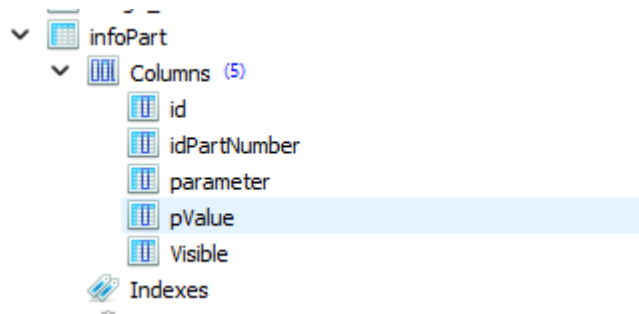 infoPart
Columns (5)
id
idPartNumber
parameter
pValue
Visible
Indexes